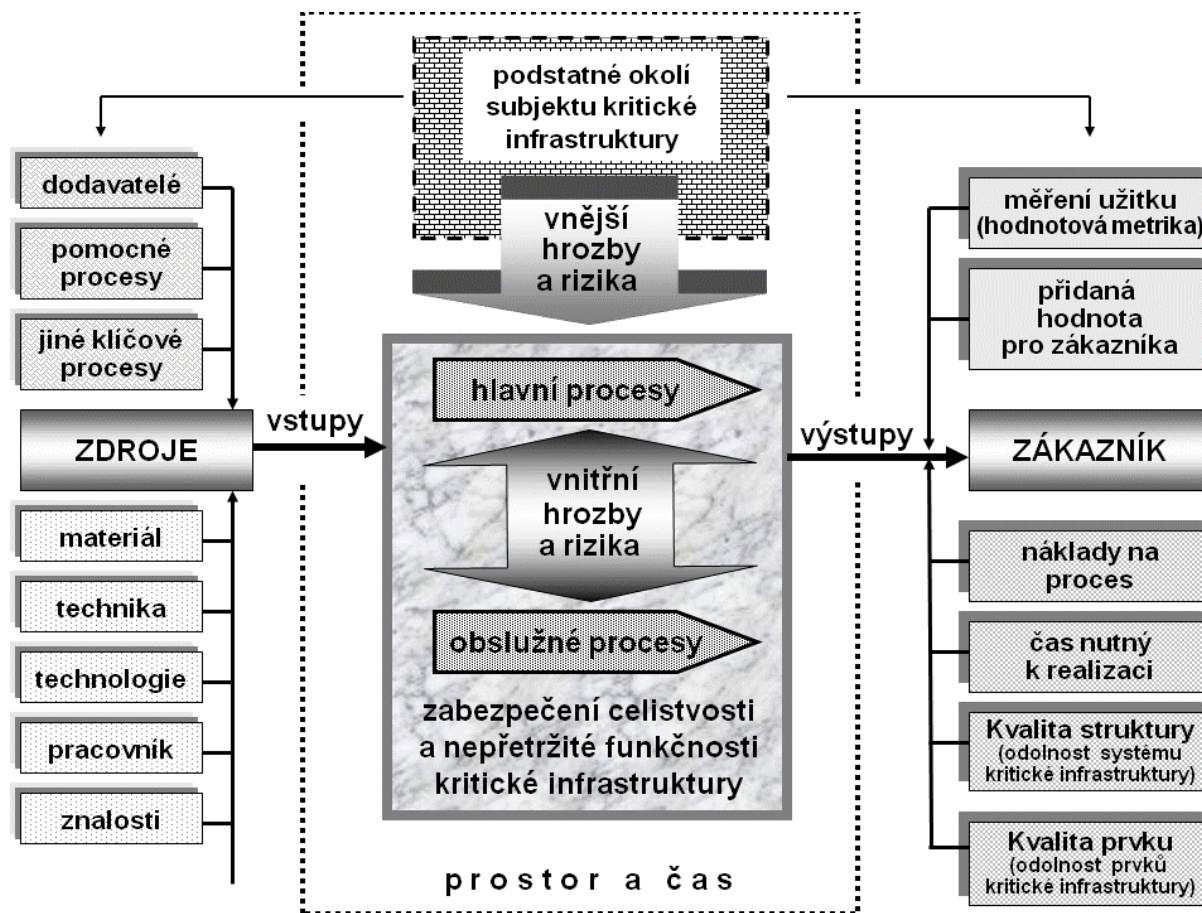 podstatné okolí
subjektu kritické
infrastruktury
vnější
hrozby
a rizika
dodavatelé
pomocné
procesy
jiné klíčové
procesy
ZDROJE
materiál
technika
technologie
pracovník
znalosti
vstupy
hlavní procesy
vnitřní
hrozby
a rizika
obslužné procesy
zabezpečení celistvosti
a nepřetržité funkčnosti
kritické infrastruktury
prostor a čas
výstupy
měření užitku
(hodnotová metrika)
přidaná
hodnota
pro zákazníka
ZÁKAZNÍK
náklady na
proces
čas nutný
k realizaci
Kvalita struktury
(odolnost systému
kritické infrastruktury)
Kvalita prvku
(odolnost prvků
kritické infrastruktury)